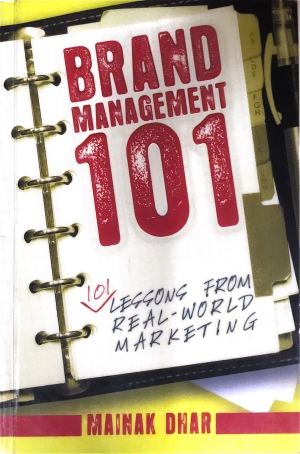 BRAND
MANAGEMENT
101
101
LESSONS FROM
REAL-WORLD
MARKETING
MAINAK DHAR